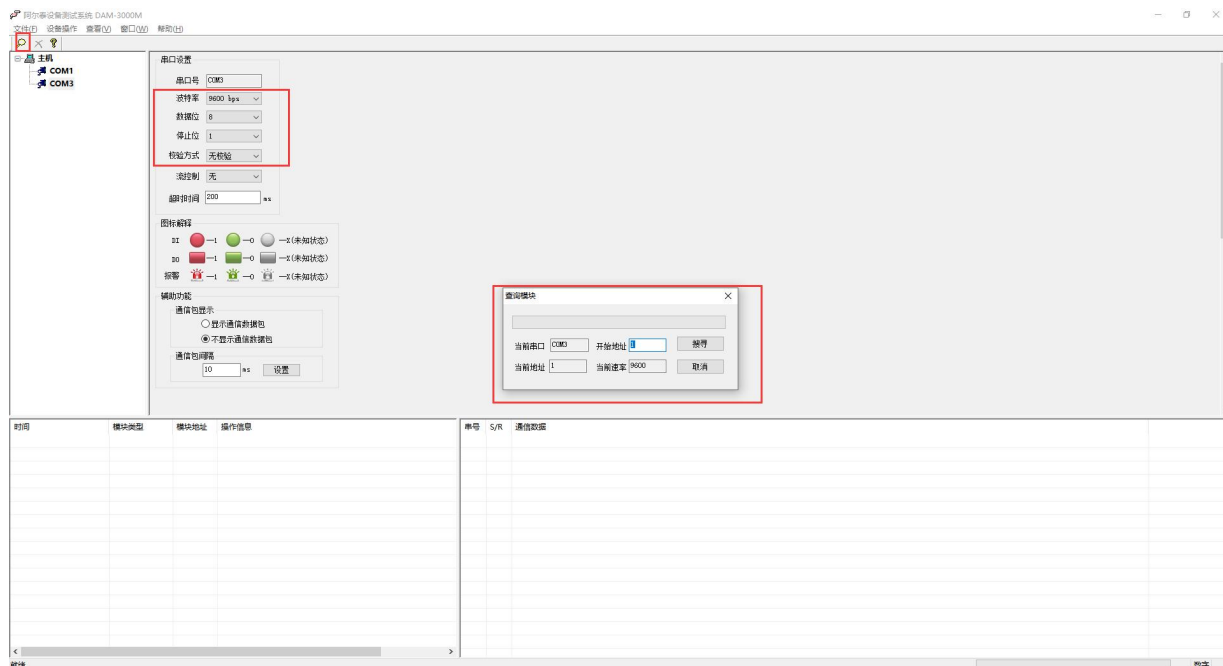 阿尔泰设备测试系统 DAM-3000M
文件(F) 设备操作 查看(V) 窗口(W) 帮助(H)
主机
COM1
COM3
串口设置
串口号 COM3
波特率 9600 bps
数据位 8
停止位 1
校验方式 无校验
流控制 无
超时时间 200 ms
图标解释
DI —1 —0 —X(未知状态)
DO —1 —0 —X(未知状态)
报警 —1 —0 —X(未知状态)
辅助功能
通信包显示
显示通信数据包
不显示通信数据包
通信包间隔
10 ms 设置
查询模块
当前串口 COM3 开始地址 1 搜寻
当前地址 1 当前速率 9600 取消
时间 模块类型 模块地址 操作信息
串号 S/R 通信数据
就绪 数字